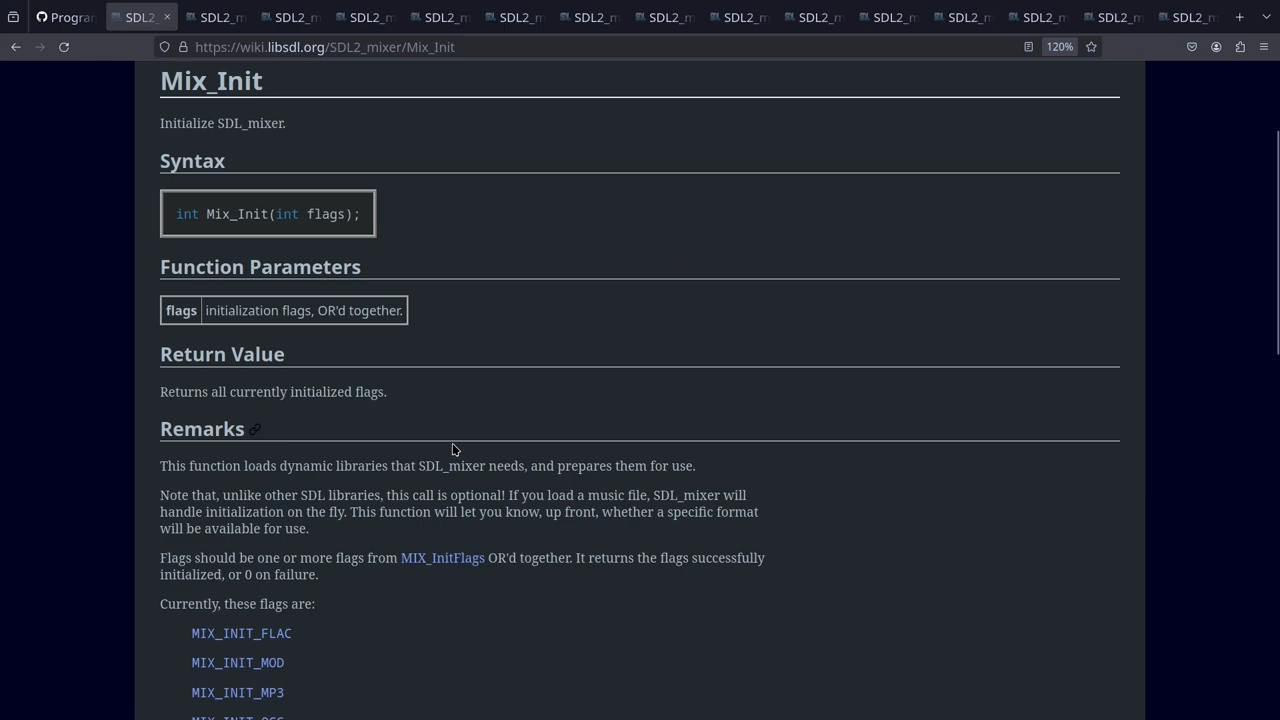 Progra
SDL2_
SDL2_m
SDL2_m
SDL2_m
SDL2_m
SDL2_m
SDL2_m
SDL2_m
SDL2_m
SDL2_m
SDL2_m
SDL2_m
SDL2_m
SDL2_m
SDL2_m
https://wiki.libsdl.org/SDL2_mixer/Mix_Init
120%
Mix_Init
Initialize SDL_mixer.
Syntax
int Mix_Init(int flags);
Function Parameters
flags initialization flags, OR'd together.
Return Value
Returns all currently initialized flags.
Remarks
This function loads dynamic libraries that SDL_mixer needs, and prepares them for use.
Note that, unlike other SDL libraries, this call is optional! If you load a music file, SDL_mixer will
handle initialization on the fly. This function will let you know, up front, whether a specific format
will be available for use.
Flags should be one or more flags from MIX_InitFlags OR'd together. It returns the flags successfully
initialized, or 0 on failure.
Currently, these flags are:
MIX_INIT_FLAC
MIX_INIT_MOD
MIX_INIT_MP3
MIX_INIT_OGG